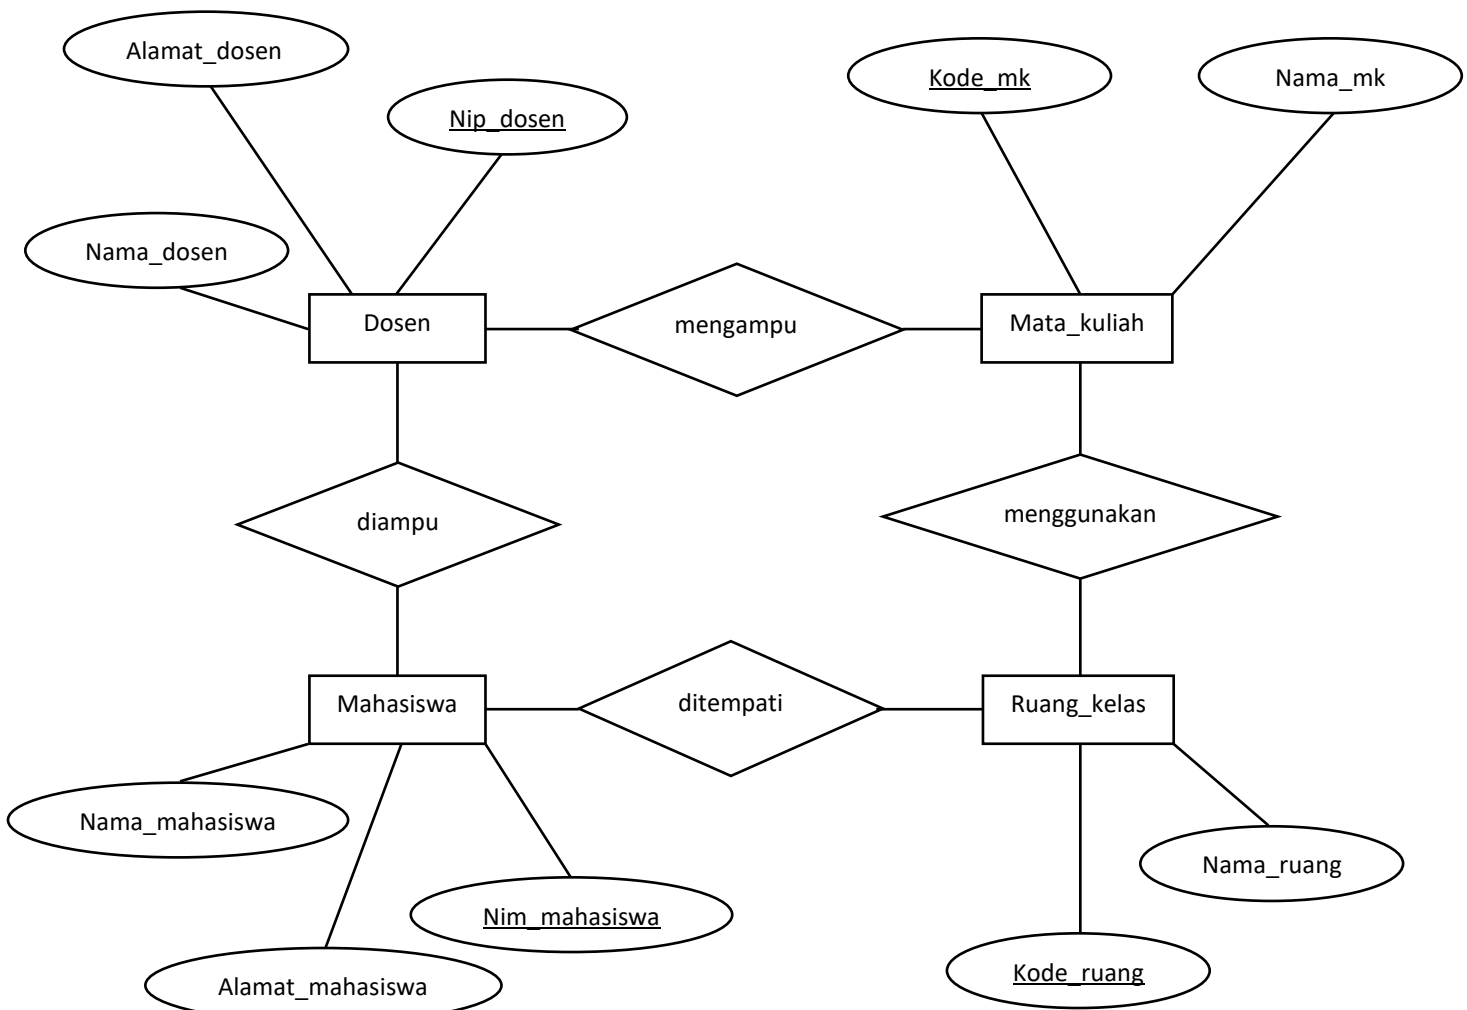 Alamat_dosen
Kode_mk
Nama_mk
Nip_dosen
Nama_dosen
Dosen
mengampu
Mata_kuliah
diampu
menggunakan
Mahasiswa
ditempati
Ruang_kelas
Nama_mahasiswa
Nama_ruang
Nim_mahasiswa
Kode_ruang
Alamat_mahasiswa